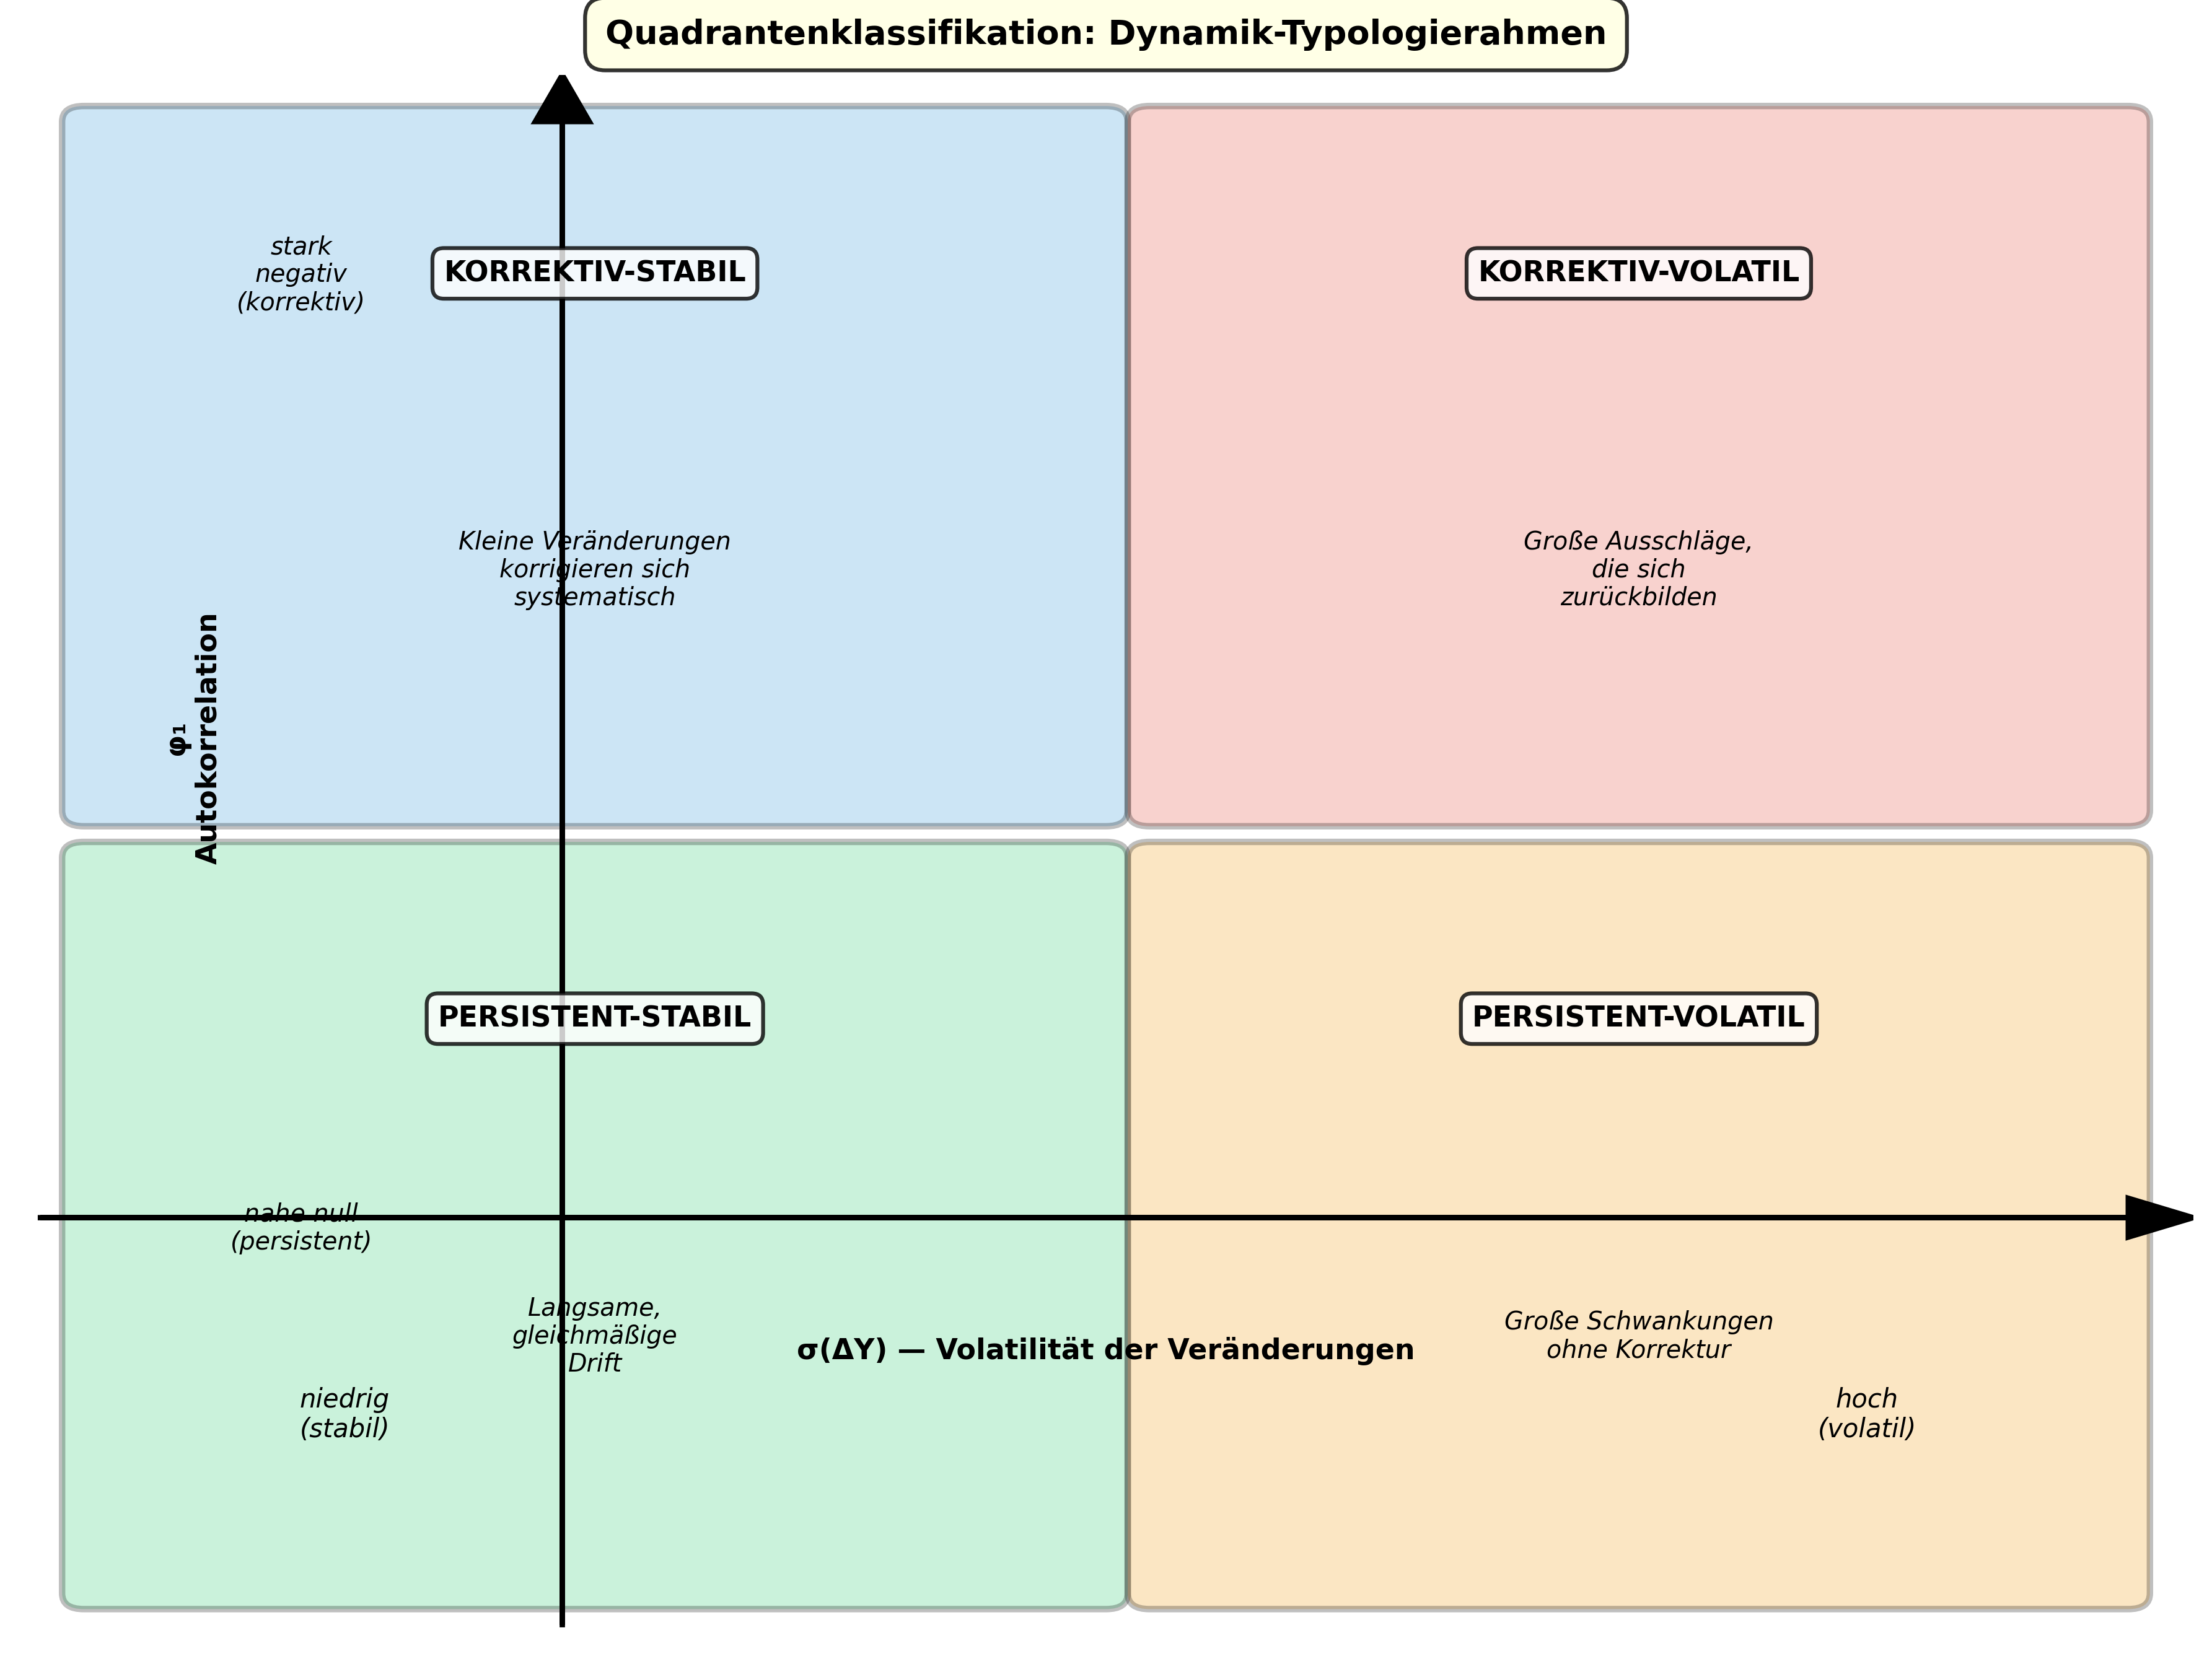 Quadrantenklassifikation: Dynamik-Typologierahmen
stark
negativ
(korrektiv)
KORREKTIV-STABIL
KORREKTIV-VOLATIL
Kleine Veränderungen
korrigieren sich
systematisch
Große Ausschläge,
die sich
zurückbilden
φ₁
Autokorrelation
PERSISTENT-STABIL
PERSISTENT-VOLATIL
nahe null
(persistent)
Langsame,
gleichmäßige
Drift
σ(ΔY) — Volatilität der Veränderungen
Große Schwankungen
ohne Korrektur
niedrig
(stabil)
hoch
(volatil)